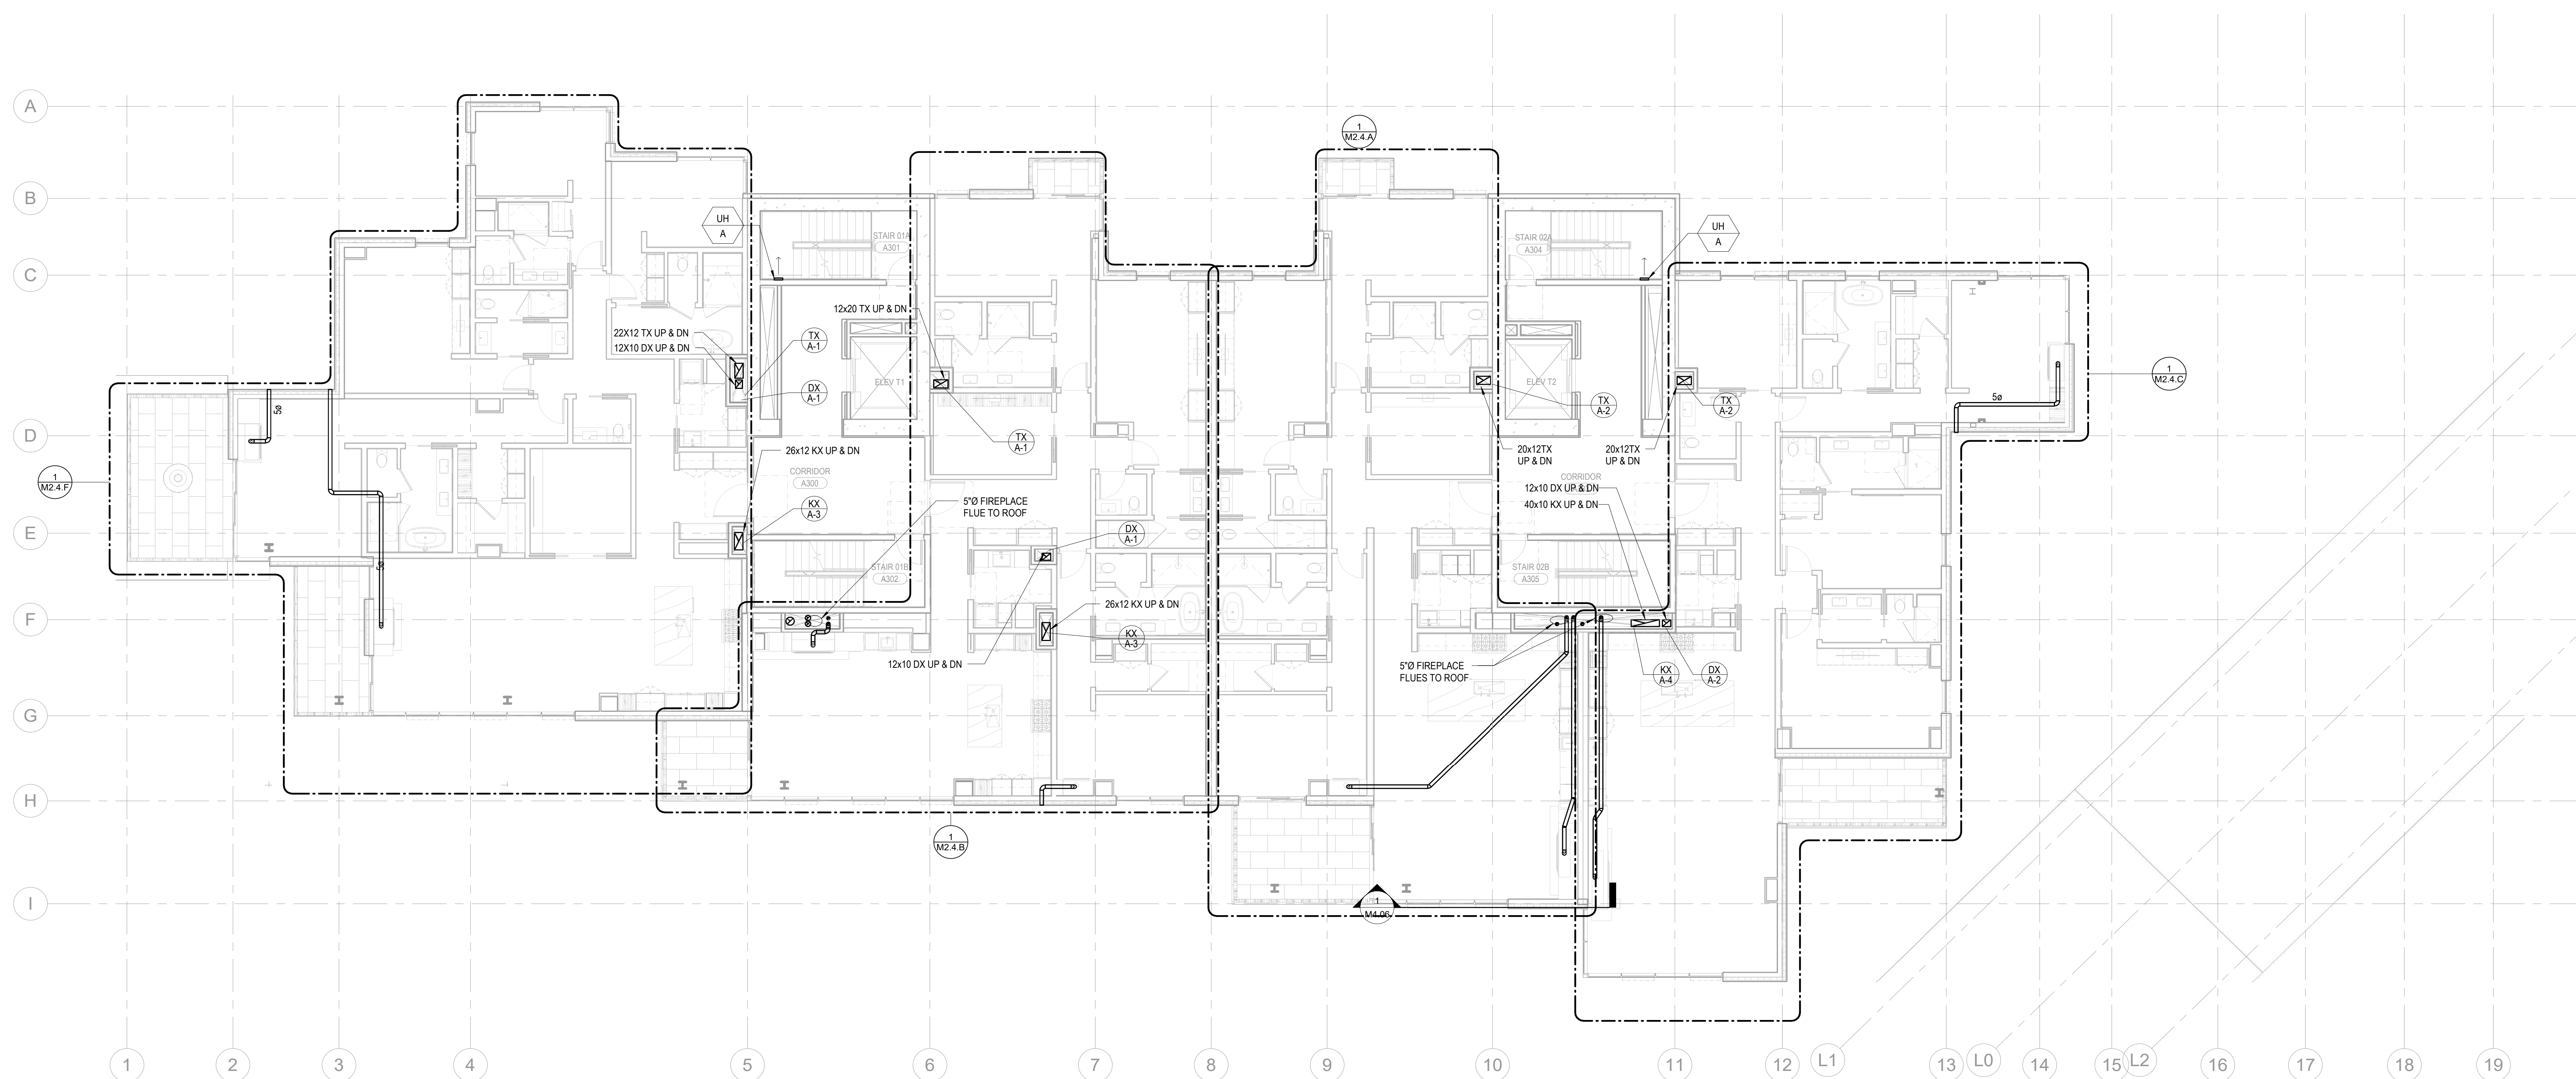 A
B
C
D
E
F
G
H
I
1
M2.4.A
UH
A
STAIR 01A
A301
STAIR 02A
A304
UH
A
12x20 TX UP & DN
22X12 TX UP & DN
12X10 DX UP & DN
TX
A-1
DX
A-1
ELEV T1
ELEV T2
TX
A-2
TX
A-2
1
M2.4.C
5ø
5ø
TX
A-1
26x12 KX UP & DN
20x12TX
UP & DN
20x12TX
UP & DN
1
M2.4.F
CORRIDOR
A300
CORRIDOR
12x10 DX UP & DN
40x10 KX UP & DN
KX
A-3
5"Ø FIREPLACE
FLUE TO ROOF
DX
A-1
5ø
STAIR 01B
A302
STAIR 02B
A305
26x12 KX UP & DN
KX
A-3
12x10 DX UP & DN
5"Ø FIREPLACE
FLUES TO ROOF
KX
A-4
DX
A-2
1
M2.4.B
1
M4.06
1
2
3
4
5
6
7
8
9
10
11
12
L1
13
L0
14
15
L2
16
17
18
19